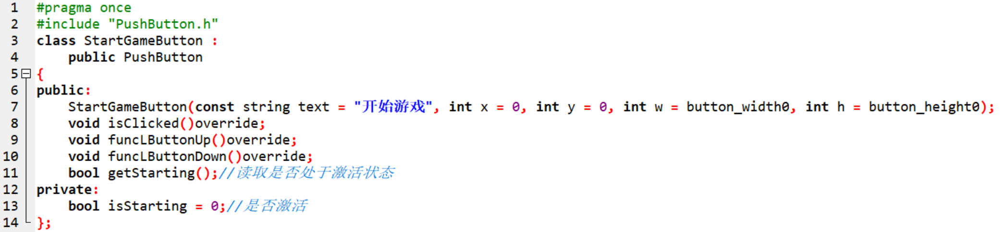 1 #pragma once
2 #include "PushButton.h"
3 class StartGameButton :
4     public PushButton
5 {
6 public:
7     StartGameButton(const string text = "开始游戏", int x = 0, int y = 0, int w = button_width0, int h = button_height0);
8     void isClicked()override;
9     void funcLButtonUp()override;
10     void funcLButtonDown()override;
11     bool getStarting();//读取是否处于激活状态
12 private:
13     bool isStarting = 0;//是否激活
14 };